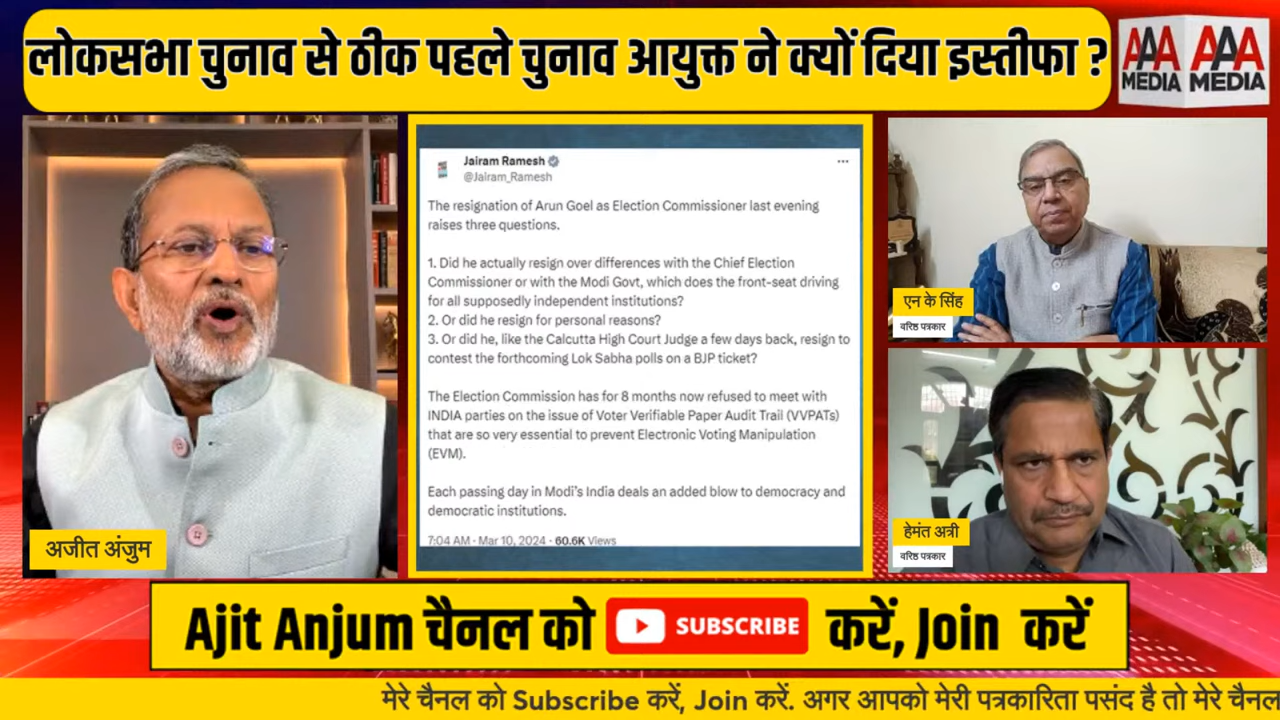 लोकसभा चुनाव से ठीक पहले चुनाव आयुक्त ने क्यों दिया इस्तीफा ?
AAA MEDIA
AAA MEDIA
Jairam Ramesh
@Jairam_Ramesh
The resignation of Arun Goel as Election Commissioner last evening
raises three questions.
1. Did he actually resign over differences with the Chief Election
Commissioner or with the Modi Govt, which does the front-seat driving
for all supposedly independent institutions?
2. Or did he resign for personal reasons?
3. Or did he, like the Calcutta High Court Judge a few days back, resign to
contest the forthcoming Lok Sabha polls on a BJP ticket?
The Election Commission has for 8 months now refused to meet with
INDIA parties on the issue of Voter Verifiable Paper Audit Trail (VVPATs)
that are so very essential to prevent Electronic Voting Manipulation
(EVM).
Each passing day in Modi's India deals an added blow to democracy and
democratic institutions.
7:04 AM · Mar 10, 2024 · 60.6K Views
अजीत अंजुम
एन के सिंह
वरिष्ठ पत्रकार
हेमंत अत्री
वरिष्ठ पत्रकार
Ajit Anjum चैनल को SUBSCRIBE करें, Join करें
मेरे चैनल को Subscribe करें, Join करें. अगर आपको मेरी पत्रकारिता पसंद है तो मेरे चैनल